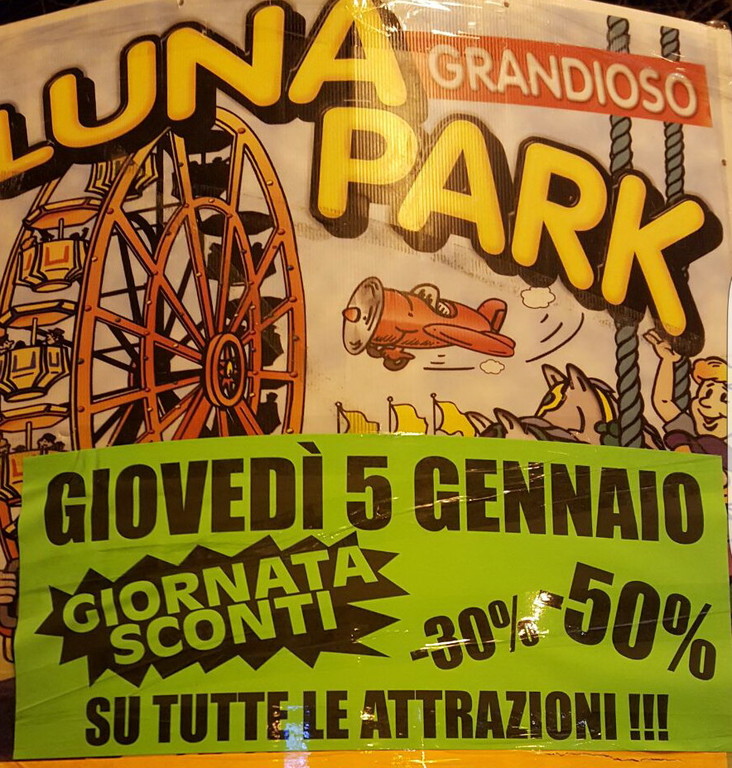 LUNA
GRANDIOSO
PARK
GIOVEDÌ 5 GENNAIO
GIORNATA
SCONTI
-30% -50%
SU TUTTE LE ATTRAZIONI !!!